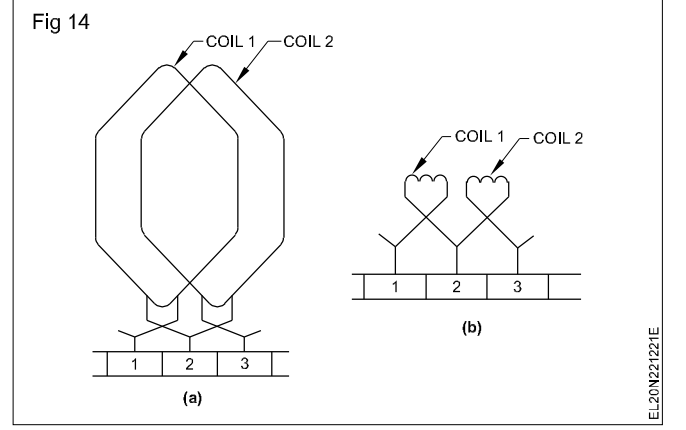 Fig 14
COIL 1
COIL 2
1 2 3
(a)
COIL 1
COIL 2
1 2 3
(b)
EL20N221221E